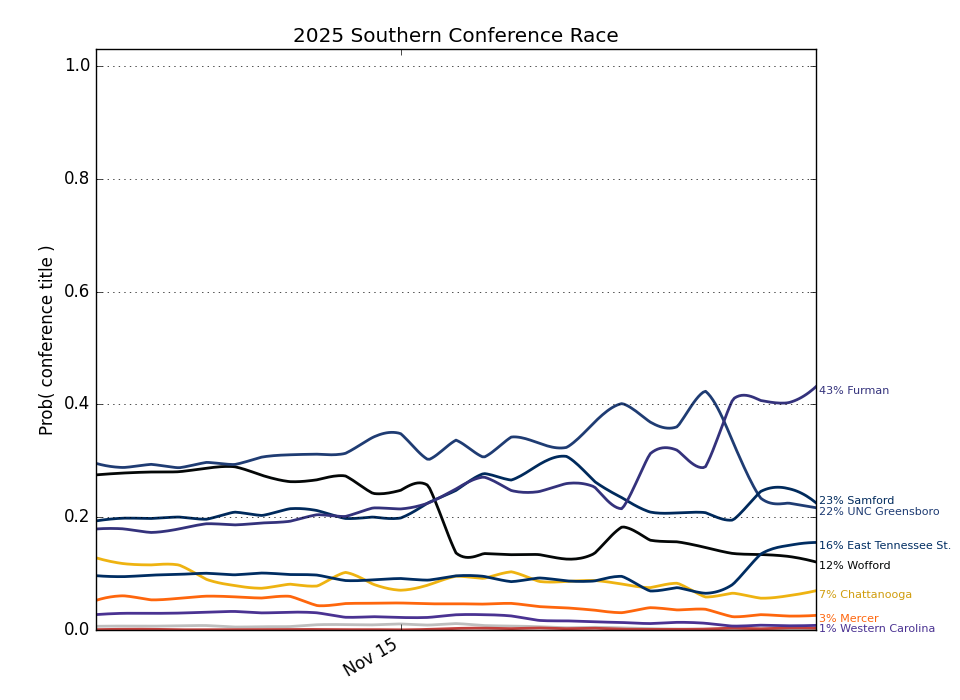 2025 Southern Conference Race
Prob( conference title )
1.0
0.8
0.6
0.4
0.2
0.0
Nov 15
43% Furman
23% Samford
22% UNC Greensboro
16% East Tennessee St.
12% Wofford
7% Chattanooga
3% Mercer
1% Western Carolina